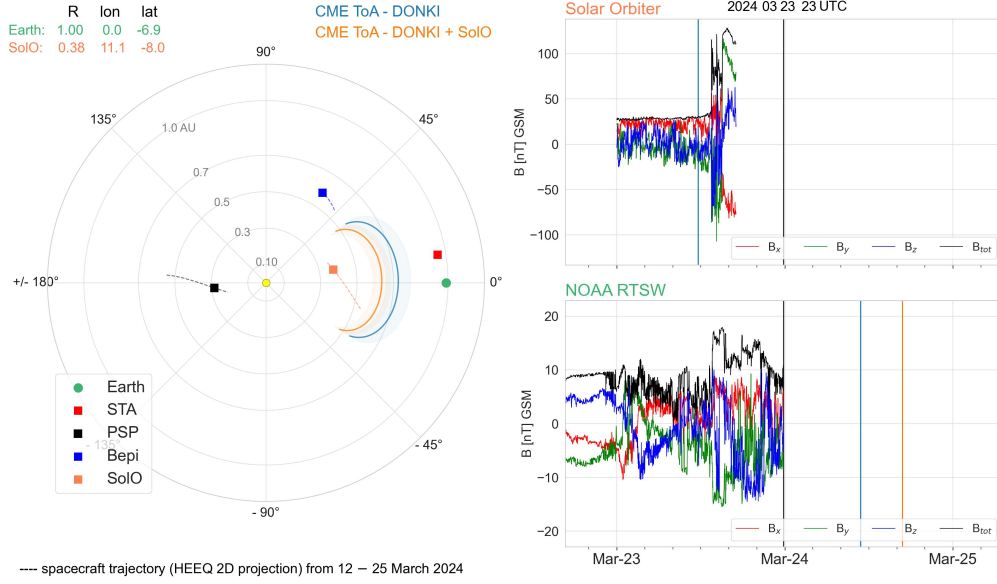 R lon lat
Earth: 1.00 0.0 -6.9
SolO: 0.38 11.1 -8.0
CME ToA - DONKI
CME ToA - DONKI + SolO
90°
135°
45°
1.0 AU
0.7
0.5
0.3
0.10
+/- 180°
0°
- 135°
- 45°
- 90°
Earth
STA
PSP
Bepi
SolO
---- spacecraft trajectory (HEEQ 2D projection) from 12 − 25 March 2024
Solar Orbiter
2024 03 23 23 UTC
B [nT] GSM
100
50
0
−50
−100
Bx By Bz Btot
NOAA RTSW
B [nT] GSM
20
10
0
−10
−20
Bx By Bz Btot
Mar-23 Mar-24 Mar-25